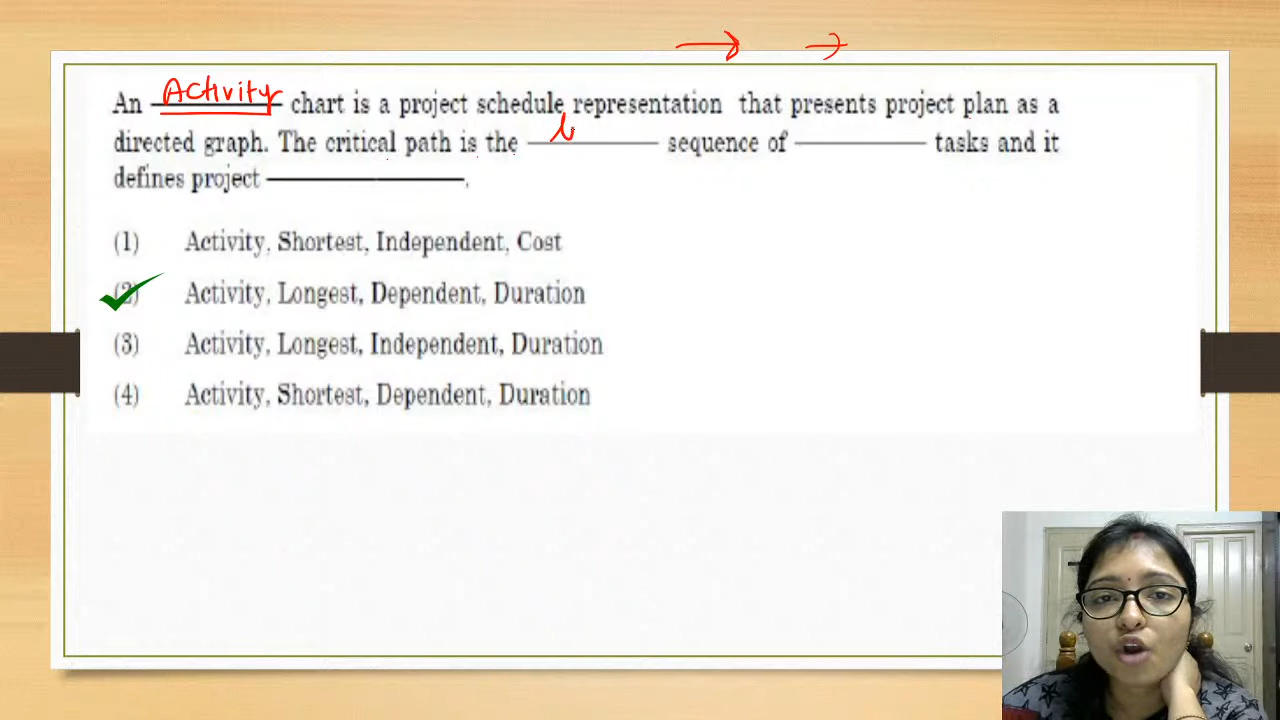 An Activity chart is a project schedule representation that presents project plan as a
directed graph. The critical path is the lo sequence of tasks and it
defines project .
(1) Activity, Shortest, Independent, Cost
(2) Activity, Longest, Dependent, Duration
(3) Activity, Longest, Independent, Duration
(4) Activity, Shortest, Dependent, Duration